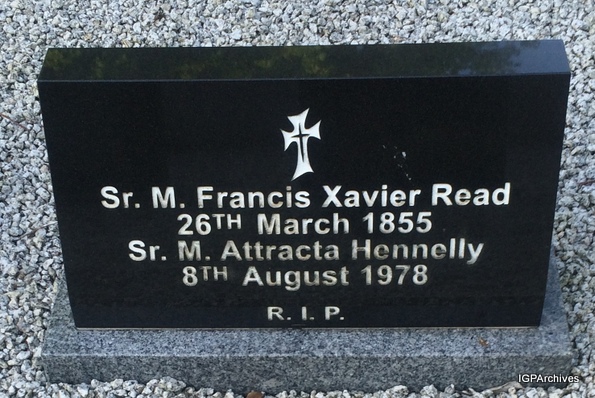 Sr. M. Francis Xavier Read
26TH March 1855
Sr. M. Attracta Hennelly
8TH August 1978
R. I. P.
IGPArchives